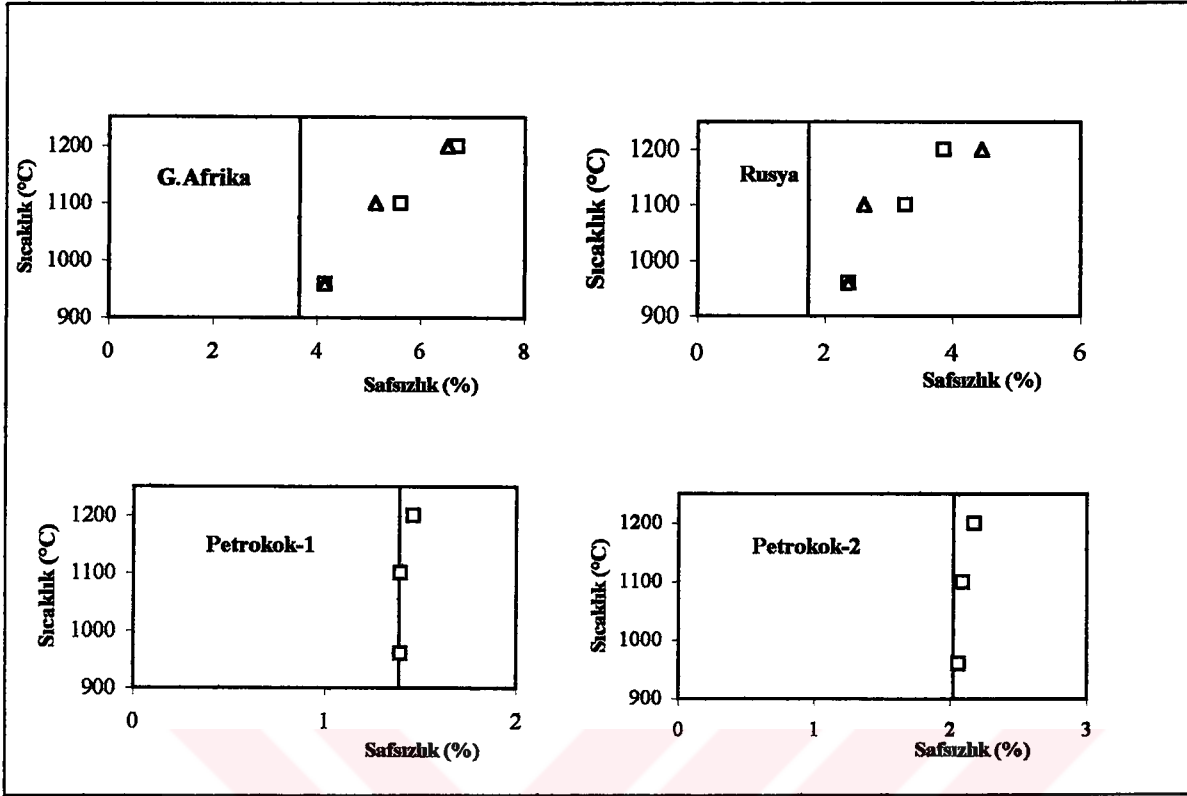 G.Afrika
Sıcaklık (°C)
1200
1100
1000
900
0 2 4 6 8
Safsızlık (%)
Rusya
Sıcaklık (°C)
1200
1100
1000
900
0 2 4 6
Safsızlık (%)
Petrokok-1
Sıcaklık (°C)
1200
1100
1000
900
0 1 2
Safsızlık (%)
Petrokok-2
Sıcaklık (°C)
1200
1100
1000
900
0 1 2 3
Safsızlık (%)